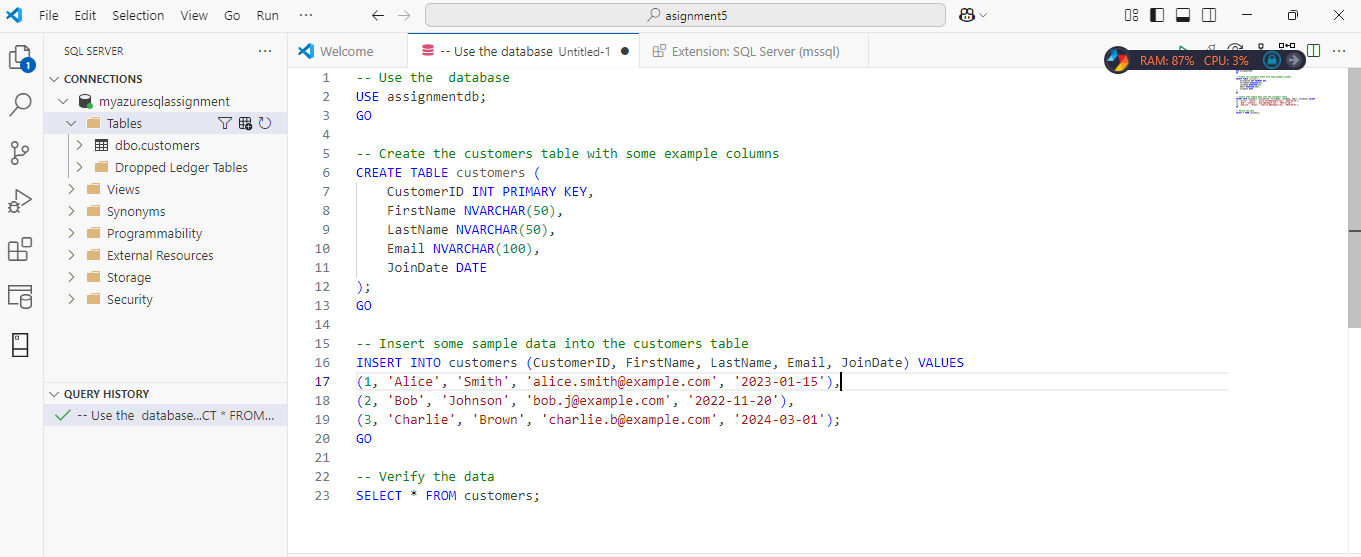 File Edit Selection View Go Run ··· asignment5
SQL SERVER ···
Welcome
-- Use the database Untitled-1 ●
Extension: SQL Server (mssql)
RAM: 87% CPU: 3%
1
CONNECTIONS
myazuresqlassignment
Tables
dbo.customers
Dropped Ledger Tables
Views
Synonyms
Programmability
External Resources
Storage
Security
QUERY HISTORY
-- Use the database...CT * FROM...
1 -- Use the  database
2 USE assignmentdb;
3 GO
4
5 -- Create the customers table with some example columns
6 CREATE TABLE customers (
7     CustomerID INT PRIMARY KEY,
8     FirstName NVARCHAR(50),
9     LastName NVARCHAR(50),
10     Email NVARCHAR(100),
11     JoinDate DATE
12 );
13 GO
14
15 -- Insert some sample data into the customers table
16 INSERT INTO customers (CustomerID, FirstName, LastName, Email, JoinDate) VALUES
17 (1, 'Alice', 'Smith', 'alice.smith@example.com', '2023-01-15'),
18 (2, 'Bob', 'Johnson', 'bob.j@example.com', '2022-11-20'),
19 (3, 'Charlie', 'Brown', 'charlie.b@example.com', '2024-03-01');
20 GO
21
22 -- Verify the data
23 SELECT * FROM customers;